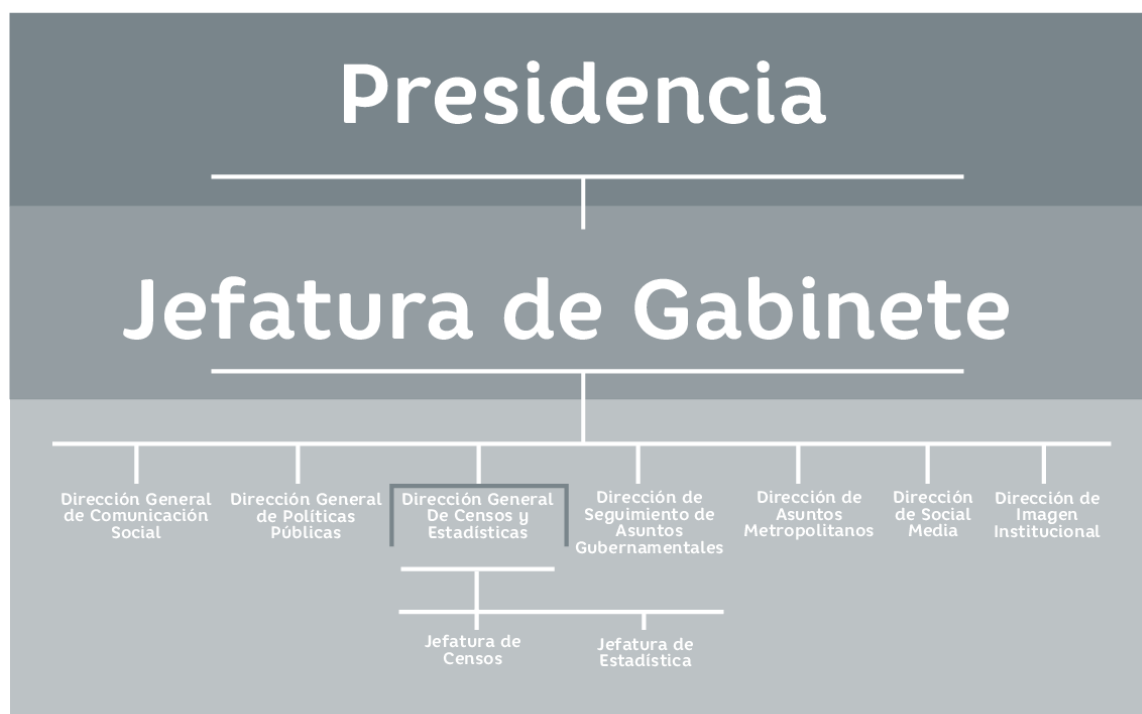 Presidencia
Jefatura de Gabinete
Dirección General
de Comunicación
Social
Dirección General
de Políticas
Públicas
Dirección General
De Censos y
Estadísticas
Dirección de
Seguimiento de
Asuntos
Gubernamentales
Dirección de
Asuntos
Metropolitanos
Dirección
de Social
Media
Dirección de
Imagen
Institucional
Jefatura de
Censos
Jefatura de
Estadística